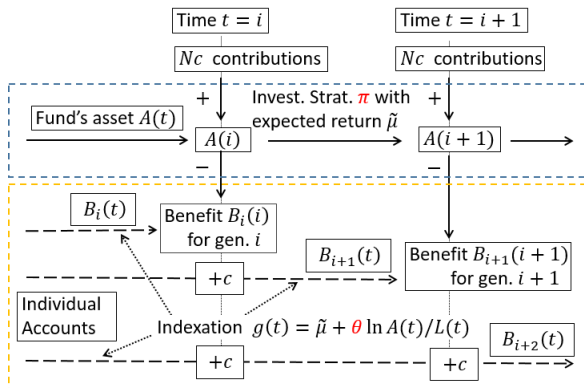 Time t = i
Time t = i + 1
Nc contributions
Nc contributions
+
Invest. Strat. π with
+
Fund's asset A(t)
expected return μ̃
A(i)
A(i + 1)
−
−
B_i(t)
Benefit B_i(i)
for gen. i
B_{i+1}(t)
Benefit B_{i+1}(i + 1)
for gen. i + 1
+c
Individual
Accounts
Indexation g(t) = μ̃ + θ ln A(t)/L(t)
B_{i+2}(t)
+c
+c